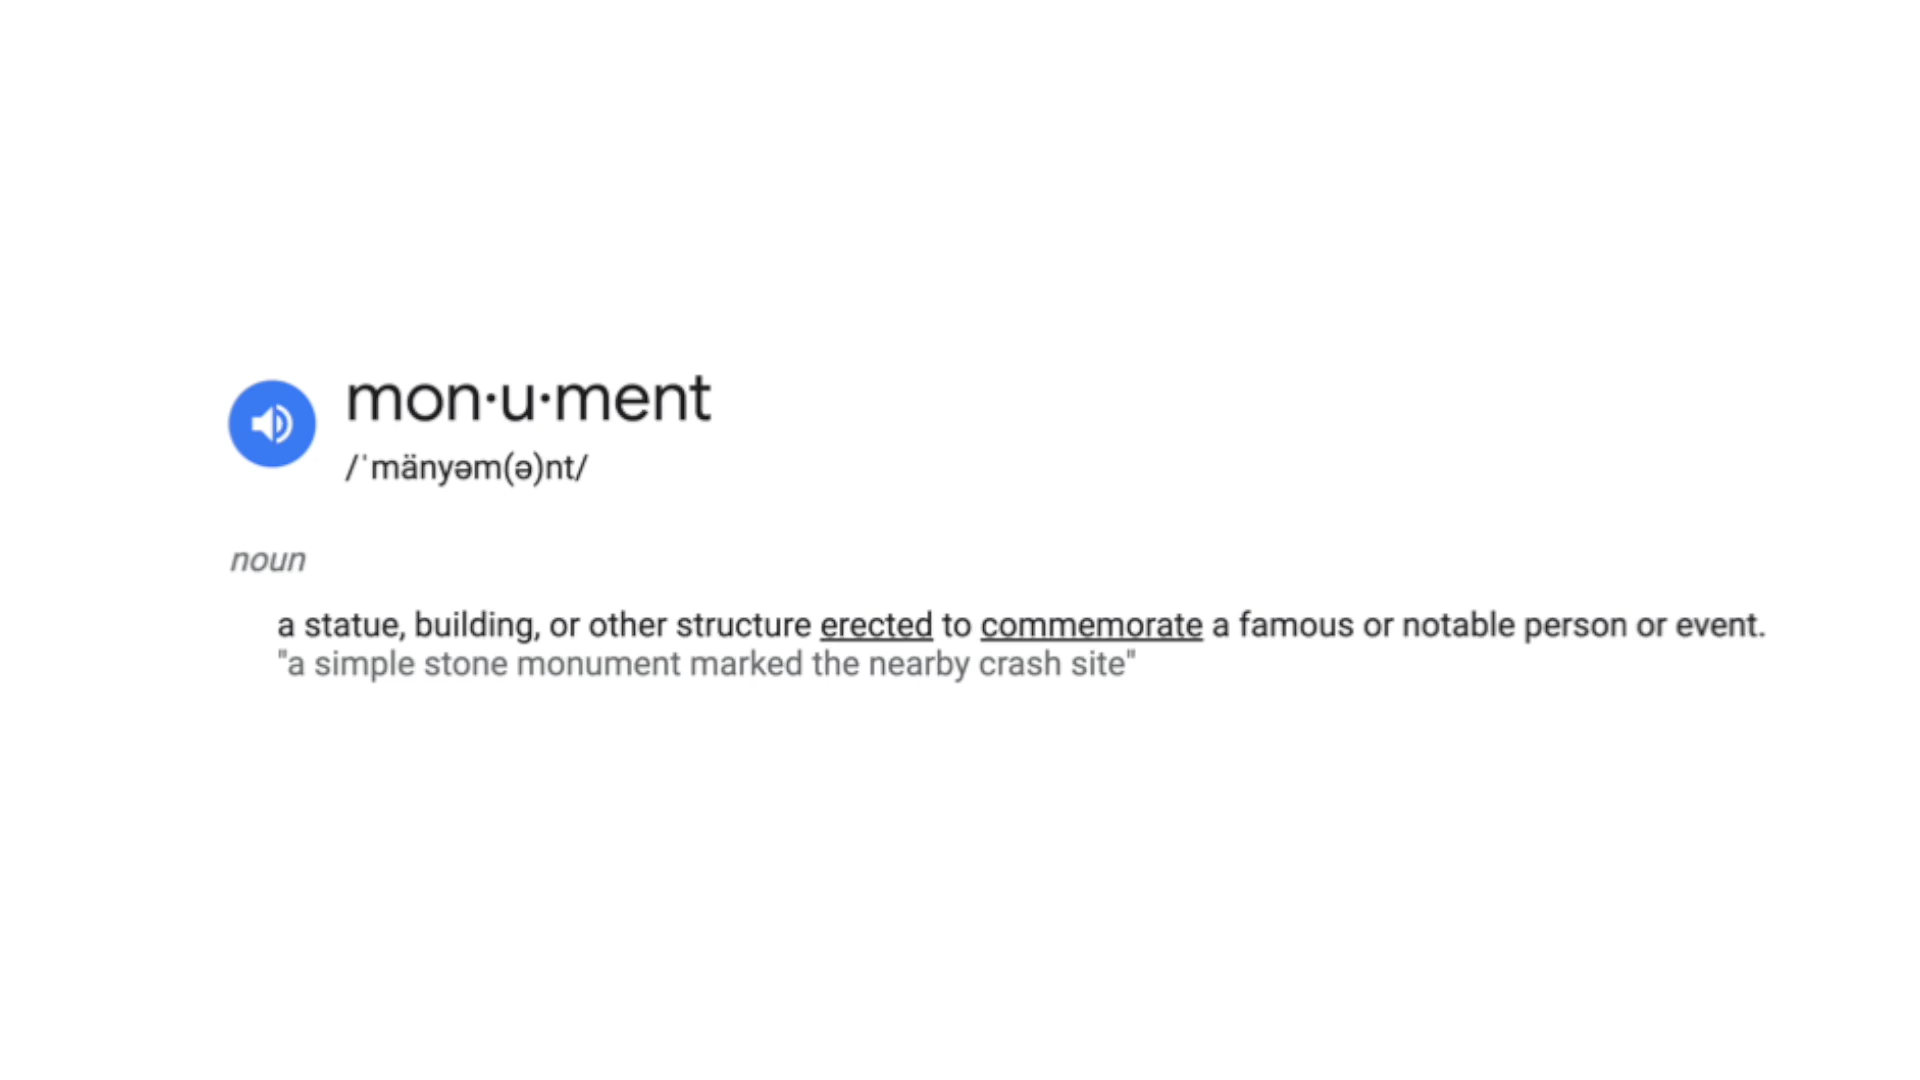 mon·u·ment
/ˈmänyəm(ə)nt/
noun
a statue, building, or other structure erected to commemorate a famous or notable person or event.
"a simple stone monument marked the nearby crash site"